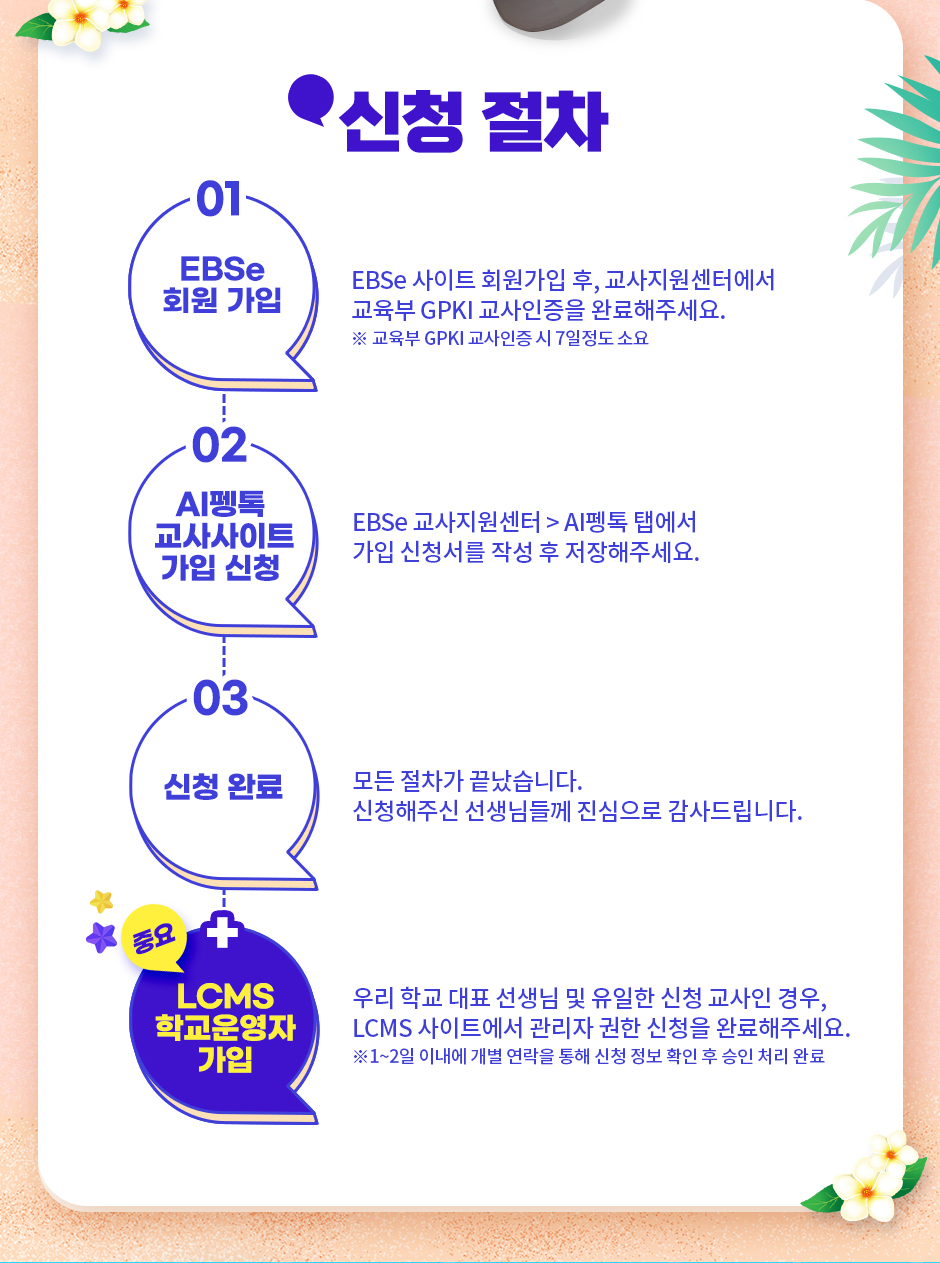 신청 절차
01
EBSe
회원 가입
EBSe 사이트 회원가입 후, 교사지원센터에서
교육부 GPKI 교사인증을 완료해주세요.
※ 교육부 GPKI 교사인증 시 7일정도 소요
02
AI펭톡
교사사이트
가입 신청
EBSe 교사지원센터 > AI펭톡 탭에서
가입 신청서를 작성 후 저장해주세요.
03
신청 완료
모든 절차가 끝났습니다.
신청해주신 선생님들께 진심으로 감사드립니다.
중요
LCMS
학교운영자
가입
우리 학교 대표 선생님 및 유일한 신청 교사인 경우,
LCMS 사이트에서 관리자 권한 신청을 완료해주세요.
※1~2일 이내에 개별 연락을 통해 신청 정보 확인 후 승인 처리 완료